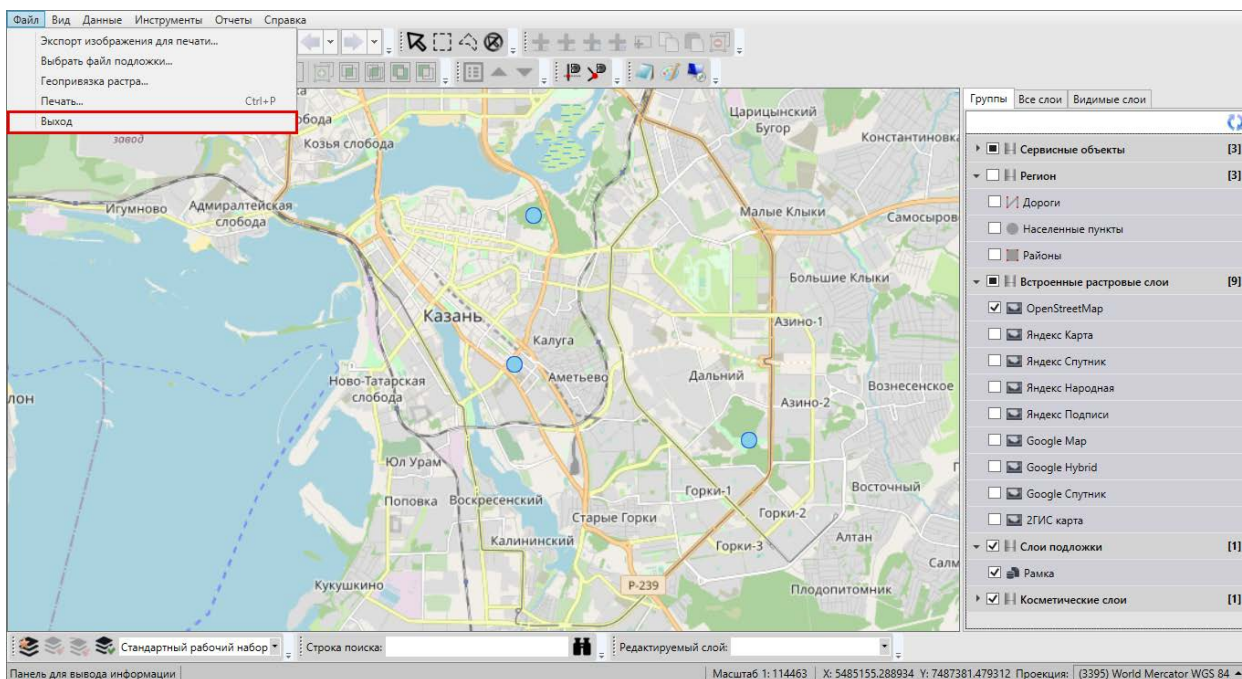 Файл Вид Данные Инструменты Отчеты Справка
Экспорт изображения для печати...
Выбрать файл подложки...
Геопривязка растра...
Печать... Ctrl+P
Выход
завод
Козья слобода
Царицынский
Бугор
Константиновка
Игумново
Адмиралтейская
слобода
Малые Клыки
Самосыров
Большие Клыки
Казань
Азино-1
Калуга
Аметьево
Дальний
Вознесенское
Ново-Татарская
слобода
Азино-2
лон
Юл Урам
Поповка
Воскресенский
Горки-1
Восточный
Старые Горки
Горки-2
Калининский
Горки-3
Алтан
Салм
Кукушкино
Р-239
Плодопитомник
Группы Все слои Видимые слои
Сервисные объекты [3]
Регион [3]
Дороги
Населенные пункты
Районы
Встроенные растровые слои [9]
OpenStreetMap
Яндекс Карта
Яндекс Спутник
Яндекс Народная
Яндекс Подписи
Google Map
Google Hybrid
Google Спутник
2ГИС карта
Слои подложки [1]
Рамка
Косметические слои [1]
Стандартный рабочий набор Строка поиска: Редактируемый слой:
Панель для вывода информации Масштаб 1: 114463 X: 5485155.288934 Y: 7487381.479312 Проекция: (3395) World Mercator WGS 84